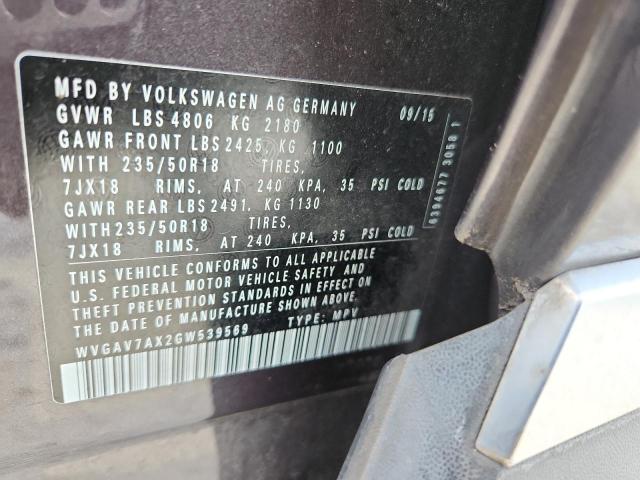 MFD BY VOLKSWAGEN AG GERMANY 09/15
GVWR LBS 4806 KG 2180
GAWR FRONT LBS 2425, KG 1100
WITH 235/50R18 TIRES,
7JX18 RIMS, AT 240 KPA, 35 PSI COLD
GAWR REAR LBS 2491. KG 1130
WITH 235/50R18 TIRES,
7JX18 RIMS, AT 240 KPA, 35 PSI COLD
THIS VEHICLE CONFORMS TO ALL APPLICABLE
U.S. FEDERAL MOTOR VEHICLE SAFETY AND
THEFT PREVENTION STANDARDS IN EFFECT ON
THE DATE OF MANUFACTURE SHOWN ABOVE.
WVGAV7AX2GW539569 TYPE: MPV
6394677 3058 1